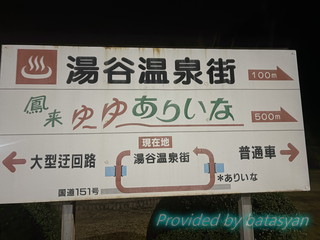 湯谷温泉街 100m
鳳来ゆゆありいな 500m
現在地
大型迂回路 湯谷温泉街 普通車
国道151号 *ありいな
Provided by batasyan